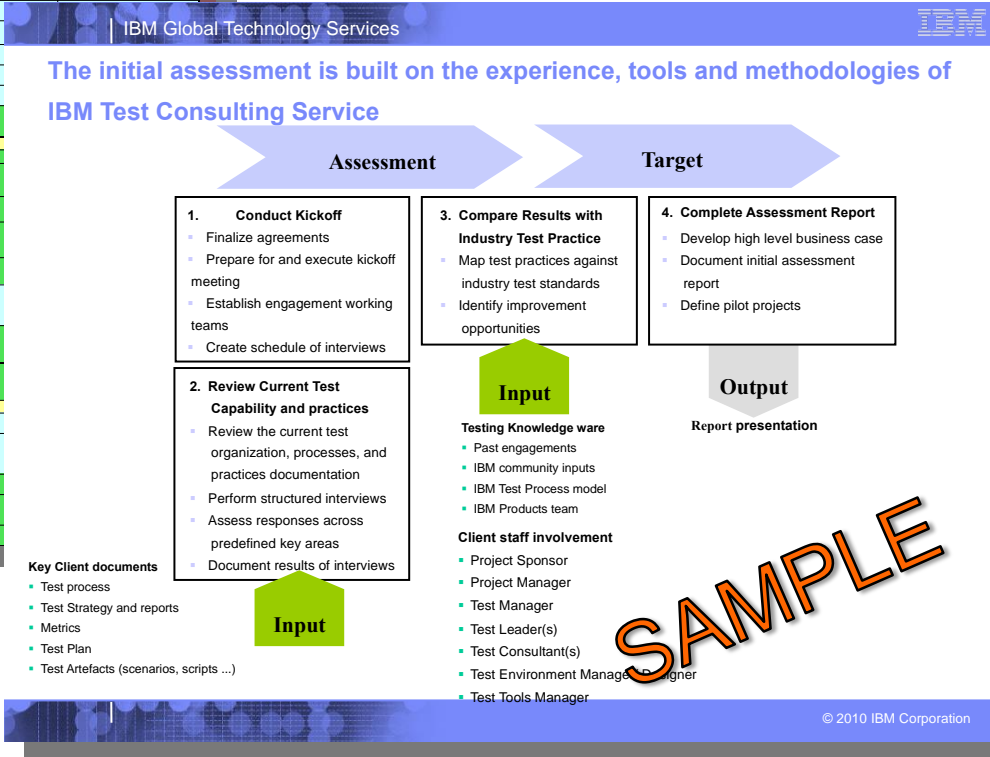 IBM Global Technology Services
IBM
The initial assessment is built on the experience, tools and methodologies of
IBM Test Consulting Service
Assessment
Target
1. Conduct Kickoff
Finalize agreements
Prepare for and execute kickoff
meeting
Establish engagement working
teams
Create schedule of interviews
2. Review Current Test
Capability and practices
Review the current test
organization, processes, and
practices documentation
Perform structured interviews
Assess responses across
predefined key areas
Document results of interviews
Key Client documents
Test process
Test Strategy and reports
Metrics
Test Plan
Test Artefacts (scenarios, scripts ...)
Input
3. Compare Results with
Industry Test Practice
Map test practices against
industry test standards
Identify improvement
opportunities
Input
Testing Knowledge ware
Past engagements
IBM community inputs
IBM Test Process model
IBM Products team
Client staff involvement
Project Sponsor
Project Manager
Test Manager
Test Leader(s)
Test Consultant(s)
Test Environment Manager/Designer
Test Tools Manager
4. Complete Assessment Report
Develop high level business case
Document initial assessment
report
Define pilot projects
Output
Report presentation
SAMPLE
© 2010 IBM Corporation